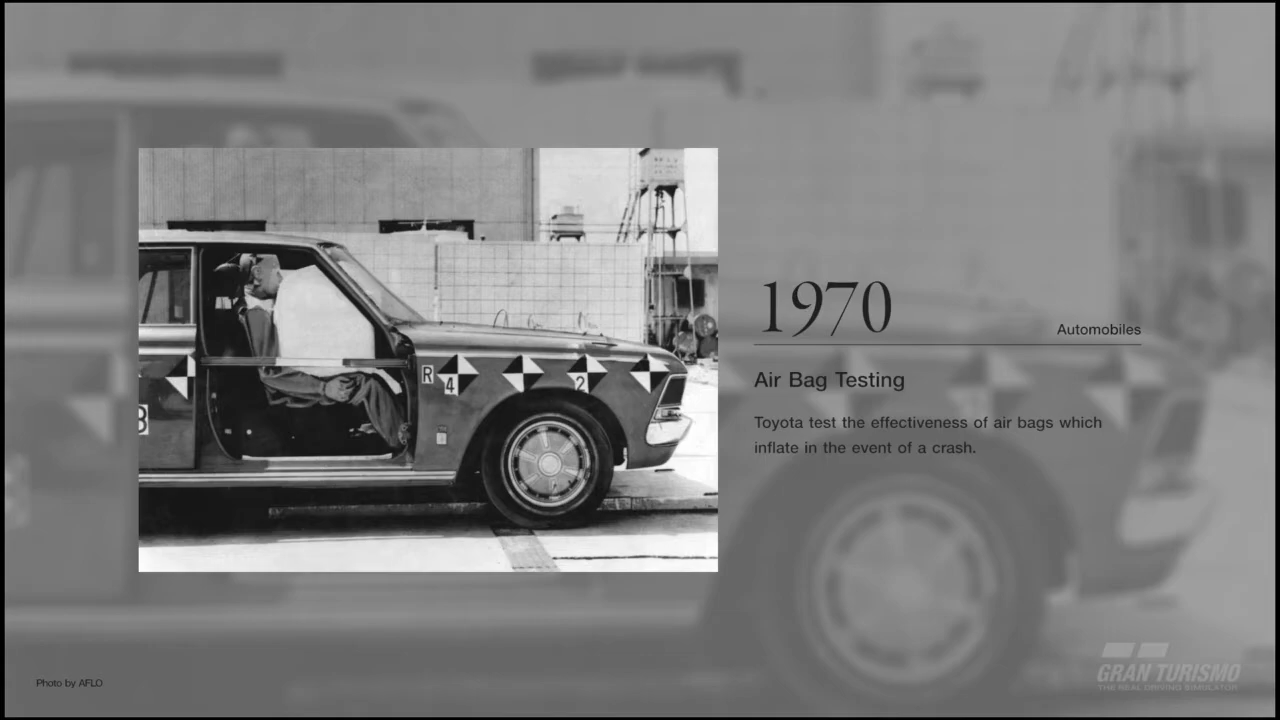 1970
Automobiles
Air Bag Testing
Toyota test the effectiveness of air bags which
inflate in the event of a crash.
R
4
2
B
Photo by AFLO
GRAN TURISMO
THE REAL DRIVING SIMULATOR